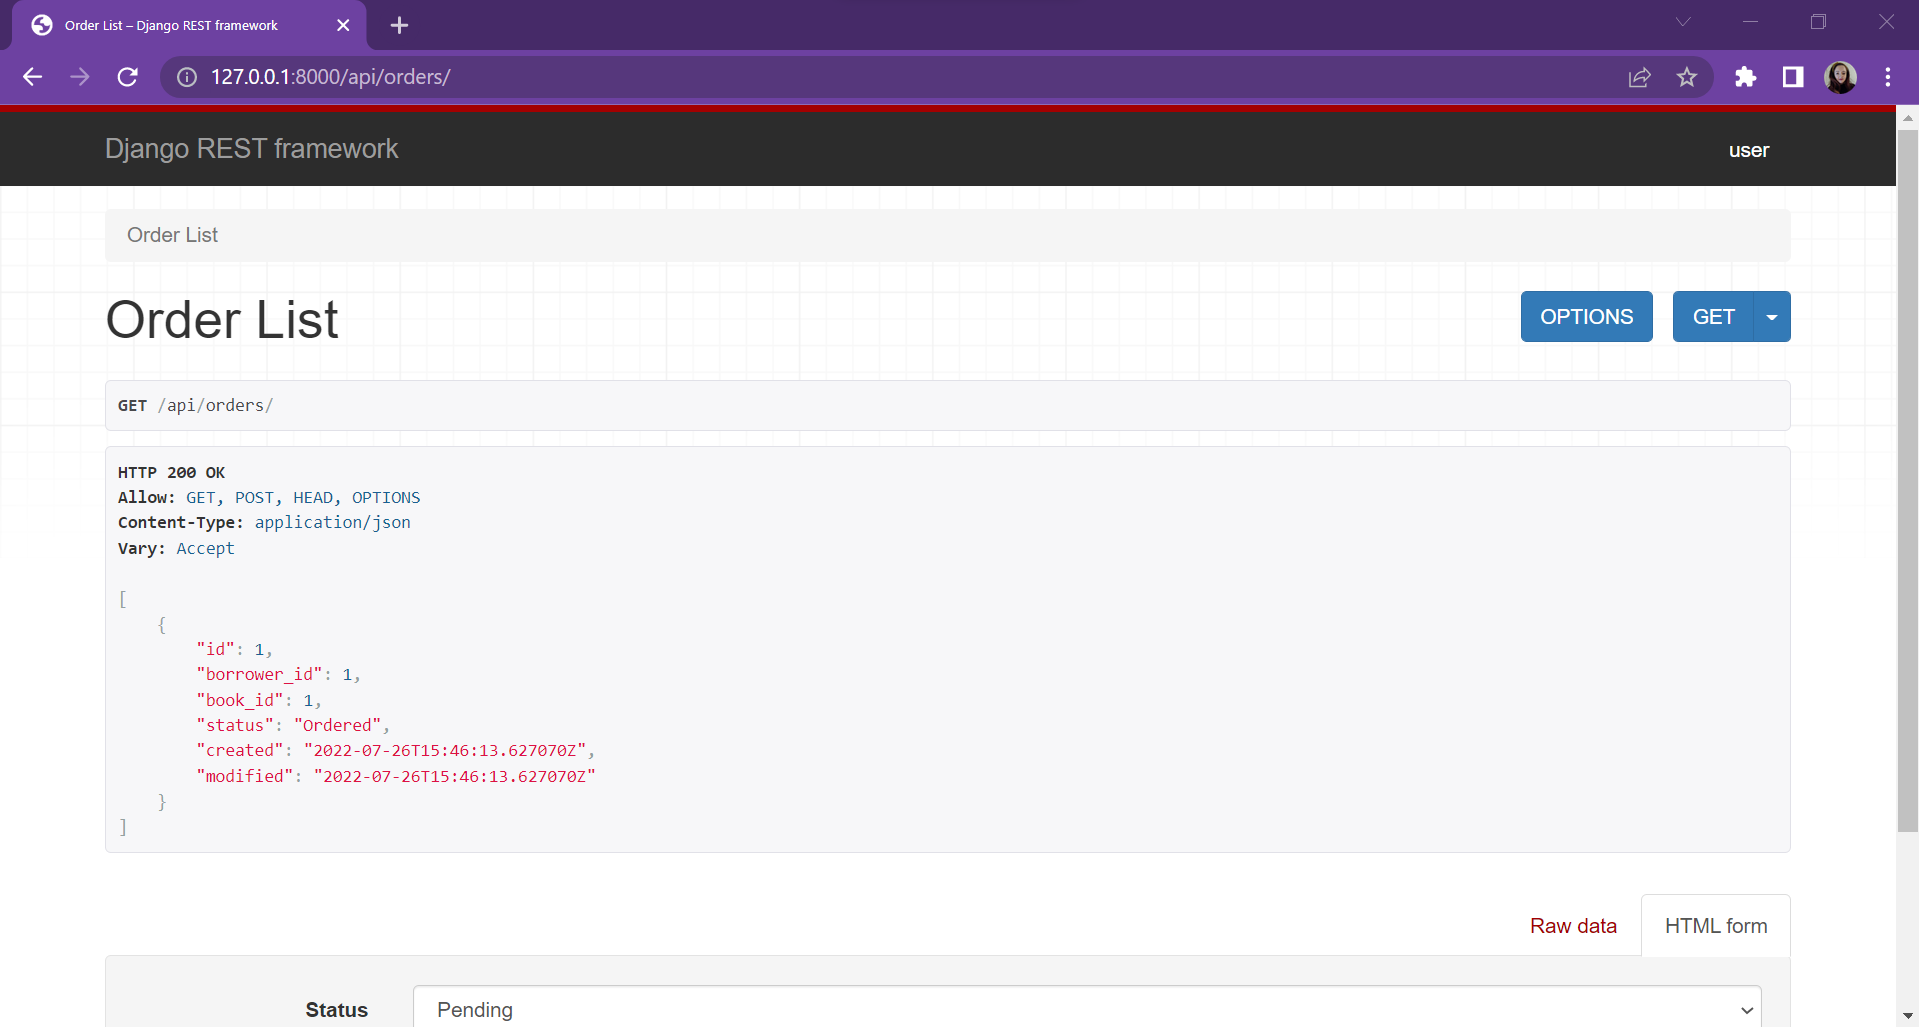 Order List – Django REST framework
127.0.0.1:8000/api/orders/
Django REST framework
user
Order List
Order List
OPTIONS
GET
GET /api/orders/
HTTP 200 OK
Allow: GET, POST, HEAD, OPTIONS
Content-Type: application/json
Vary: Accept
[
    {
        "id": 1,
        "borrower_id": 1,
        "book_id": 1,
        "status": "Ordered",
        "created": "2022-07-26T15:46:13.627070Z",
        "modified": "2022-07-26T15:46:13.627070Z"
    }
]
Raw data
HTML form
Status
Pending